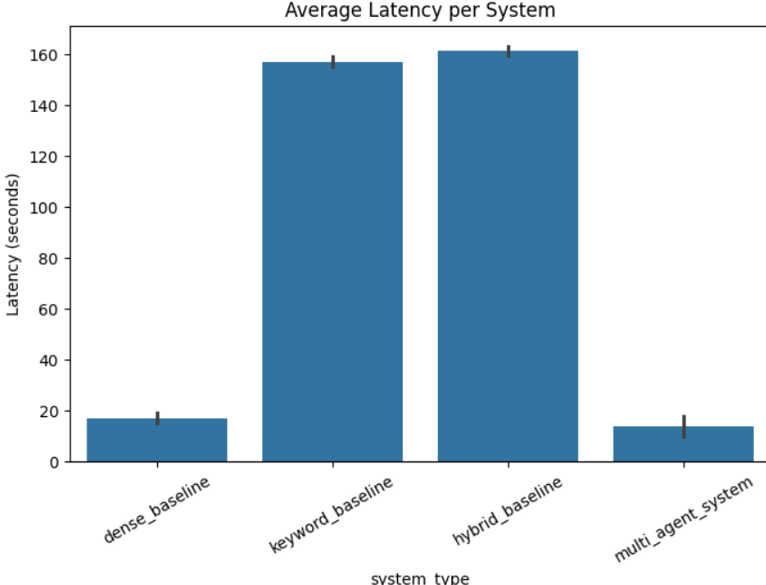 Average Latency per System
Latency (seconds)
160
140
120
100
80
60
40
20
0
dense_baseline
keyword_baseline
hybrid_baseline
multi_agent_system
system_type